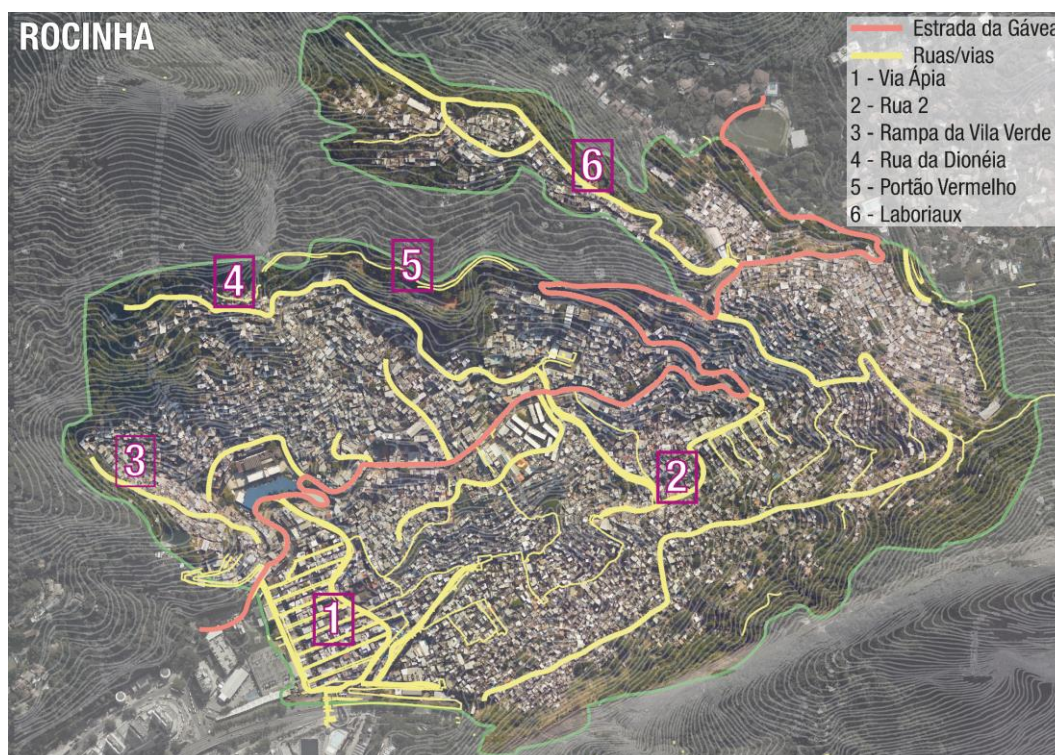 ROCINHA
Estrada da Gávea
Ruas/vias
1 - Via Ápia
2 - Rua 2
3 - Rampa da Vila Verde
4 - Rua da Dionéia
5 - Portão Vermelho
6 - Laboriaux
6
5
4
3
2
1